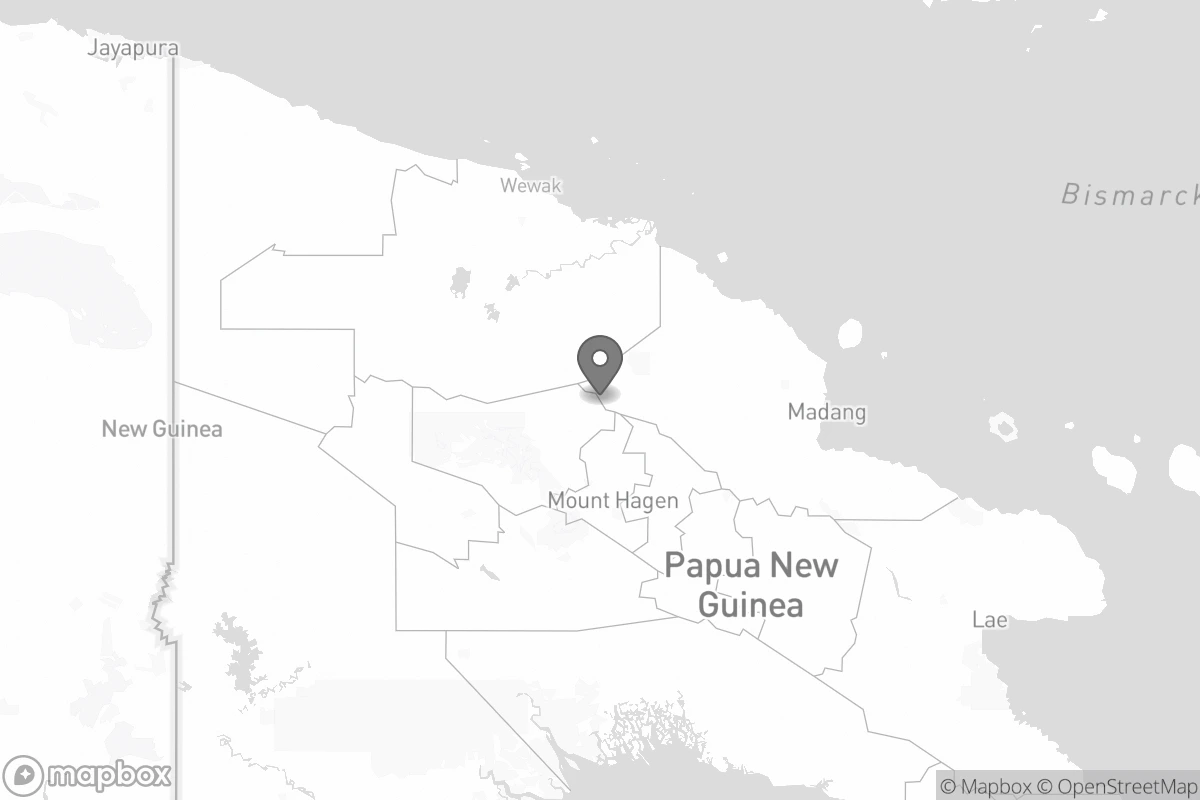 Jayapura
Wewak
Bismarck
New Guinea
Madang
Mount Hagen
Papua New
Guinea
Lae
mapbox
© Mapbox © OpenStreetMap